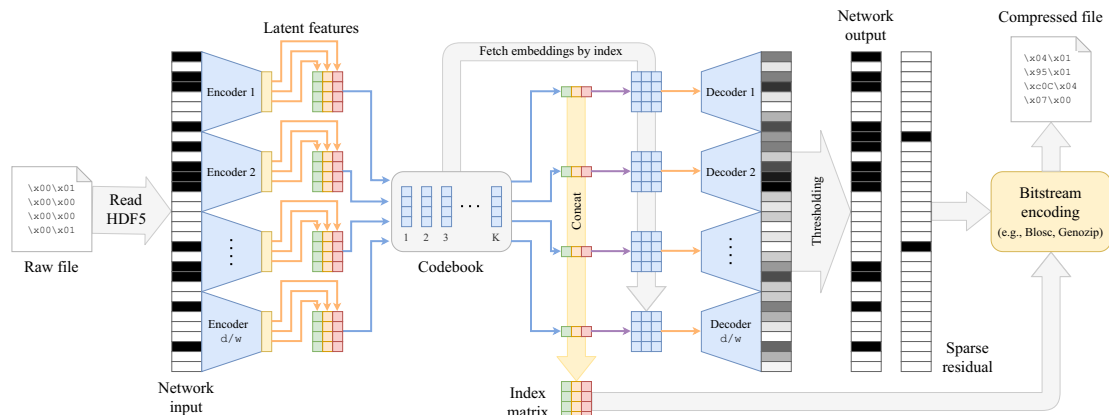 Latent features
Network
output
Compressed file
Fetch embeddings by index
\x04\x01
\x95\x01
\xc0C\x04
\x07\x00
Encoder 1
Decoder 1
\x00\x01
\x00\x00
\x00\x00
\x00\x01
Read
HDF5
Encoder 2
Decoder 2
1 2 3 K
Codebook
Concat
Thresholding
Bitstream
encoding
(e.g., Blosc, Genozip)
Raw file
Encoder
d/w
Decoder
d/w
Network
input
Sparse
residual
Index
matrix